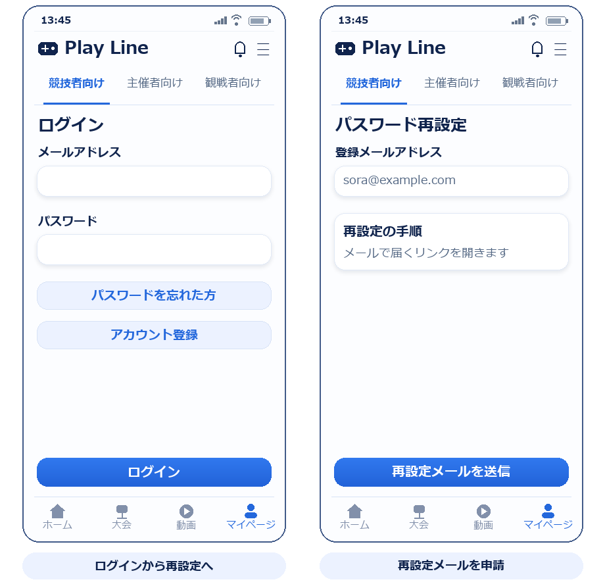 13:45
Play Line
競技者向け 主催者向け 観戦者向け
ログイン
メールアドレス
パスワード
パスワードを忘れた方
アカウント登録
ログイン
ホーム 大会 動画 マイページ
ログインから再設定へ
13:45
Play Line
競技者向け 主催者向け 観戦者向け
パスワード再設定
登録メールアドレス
sora@example.com
再設定の手順
メールで届くリンクを開きます
再設定メールを送信
ホーム 大会 動画 マイページ
再設定メールを申請